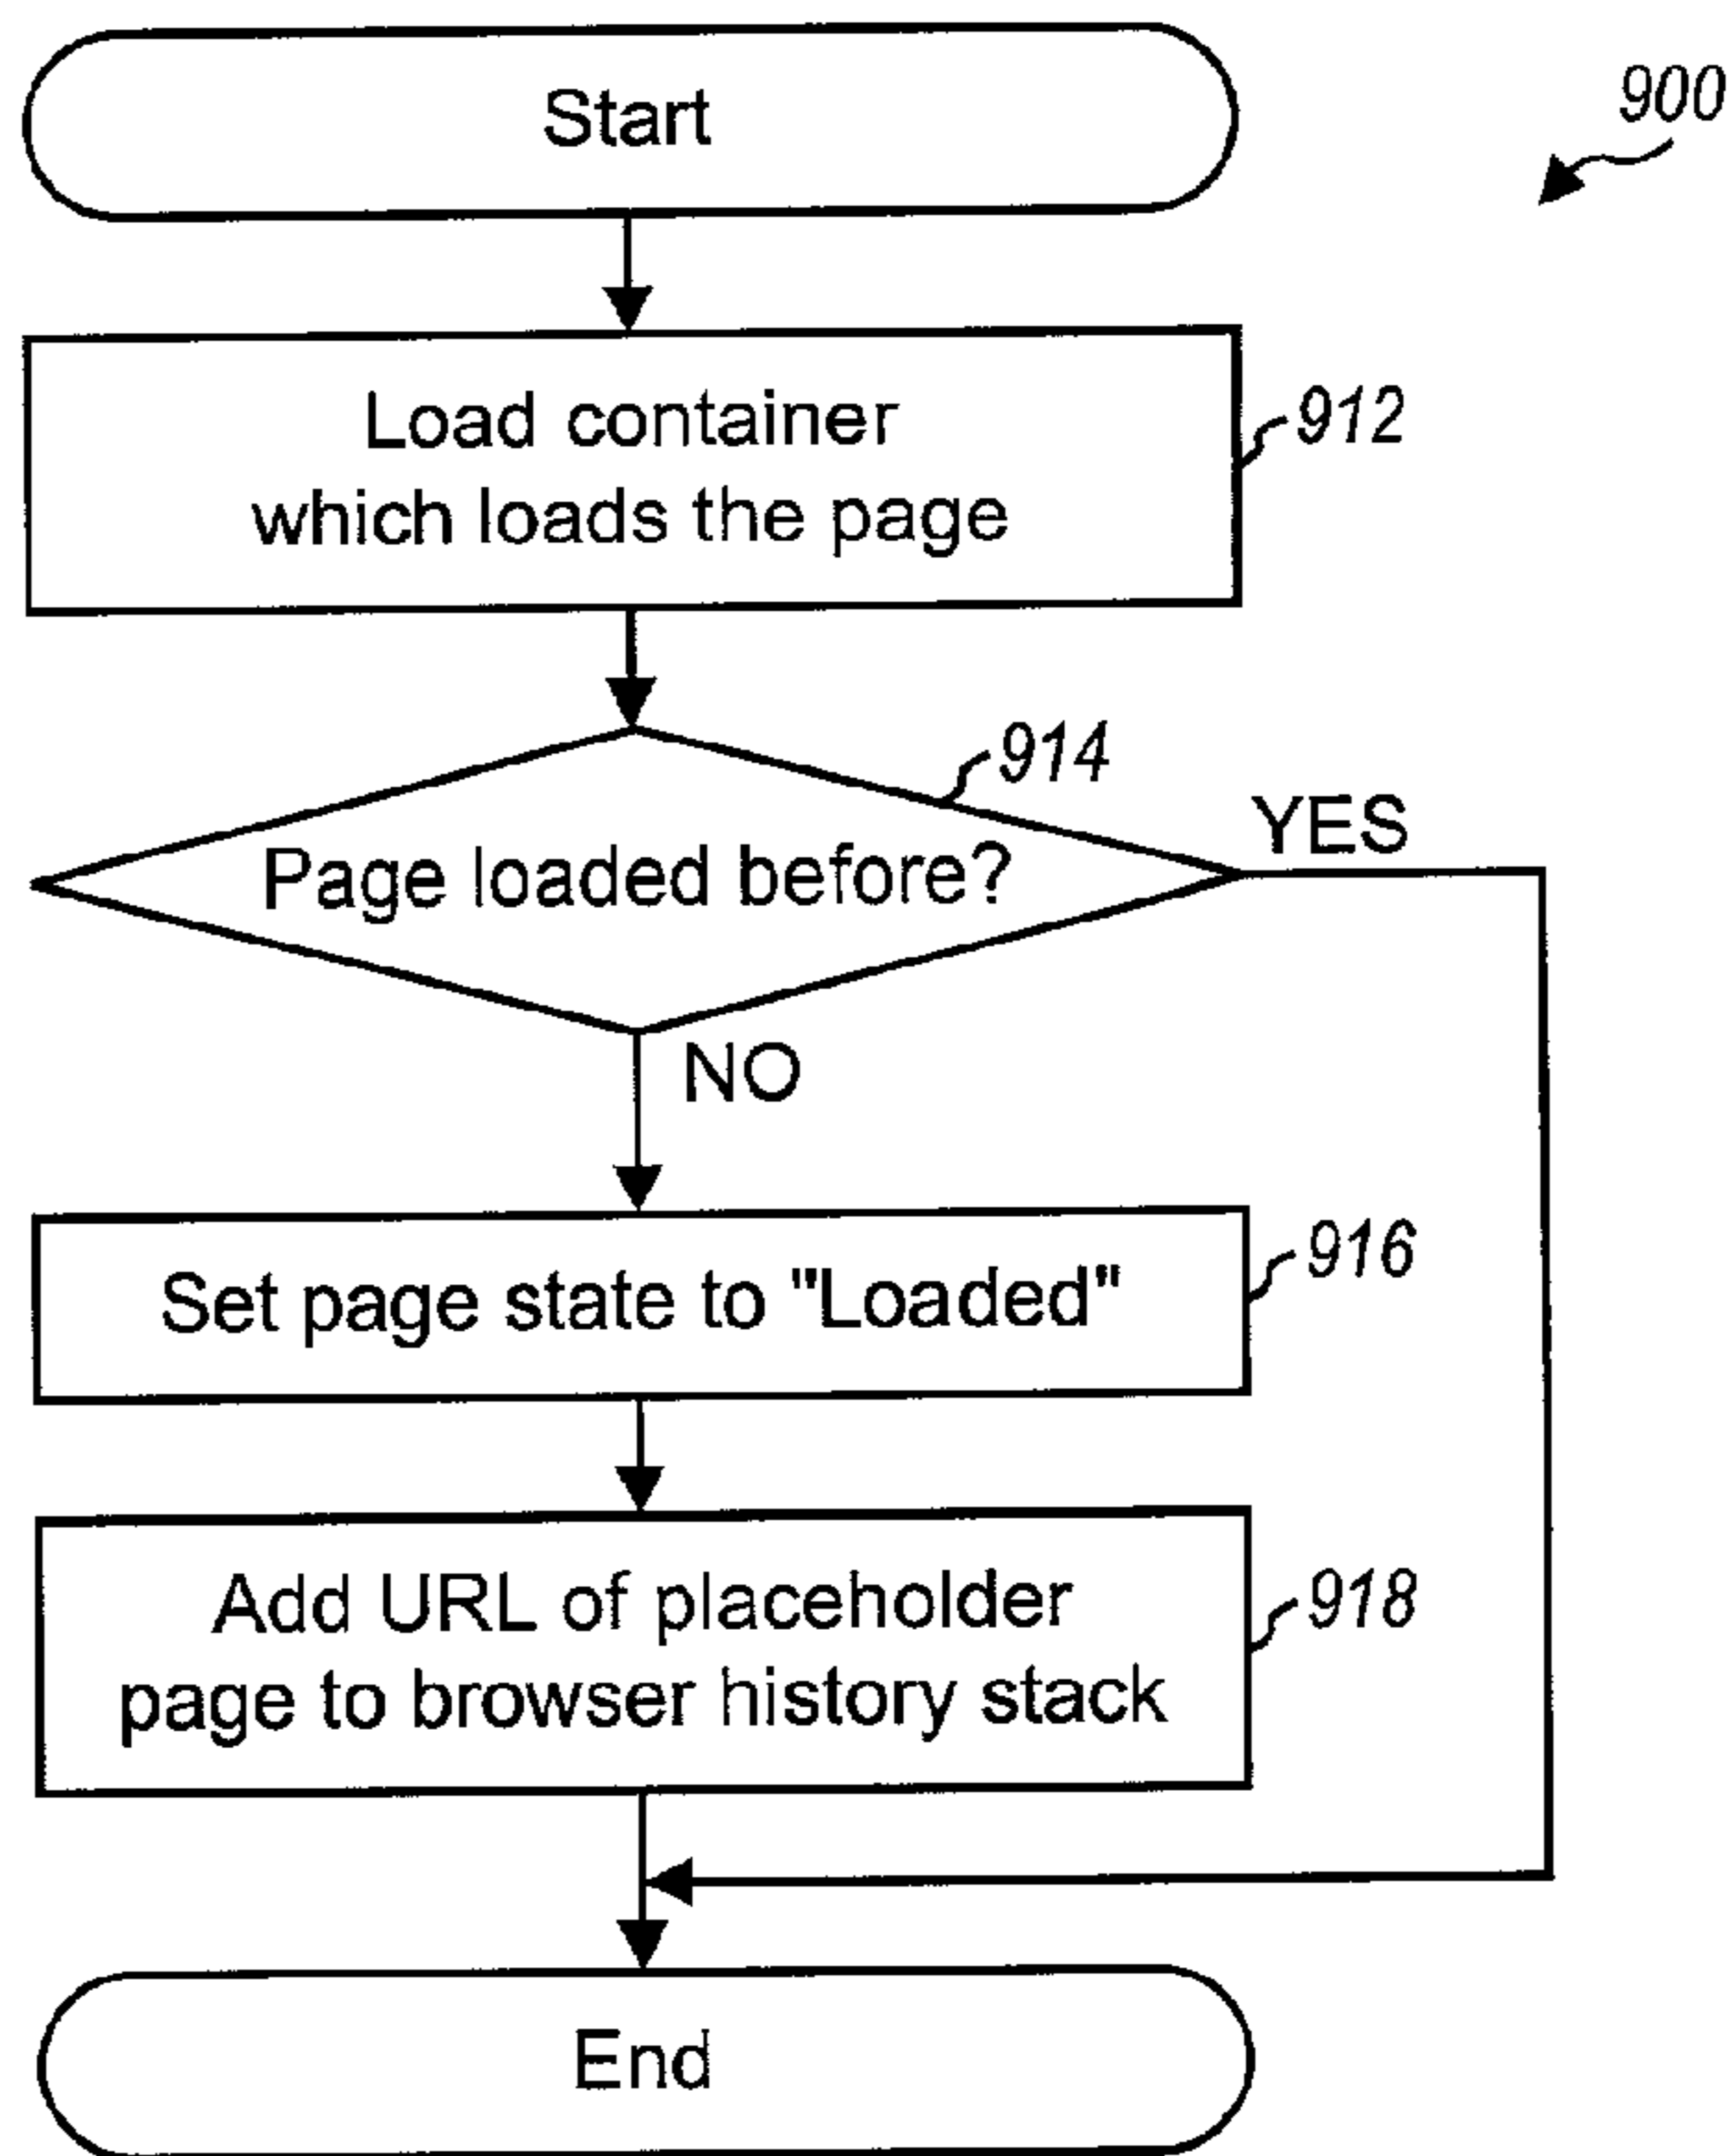 Start
900
Load container
which loads the page
912
914
Page loaded before?
YES
NO
Set page state to "Loaded"
916
Add URL of placeholder
page to browser history stack
918
End